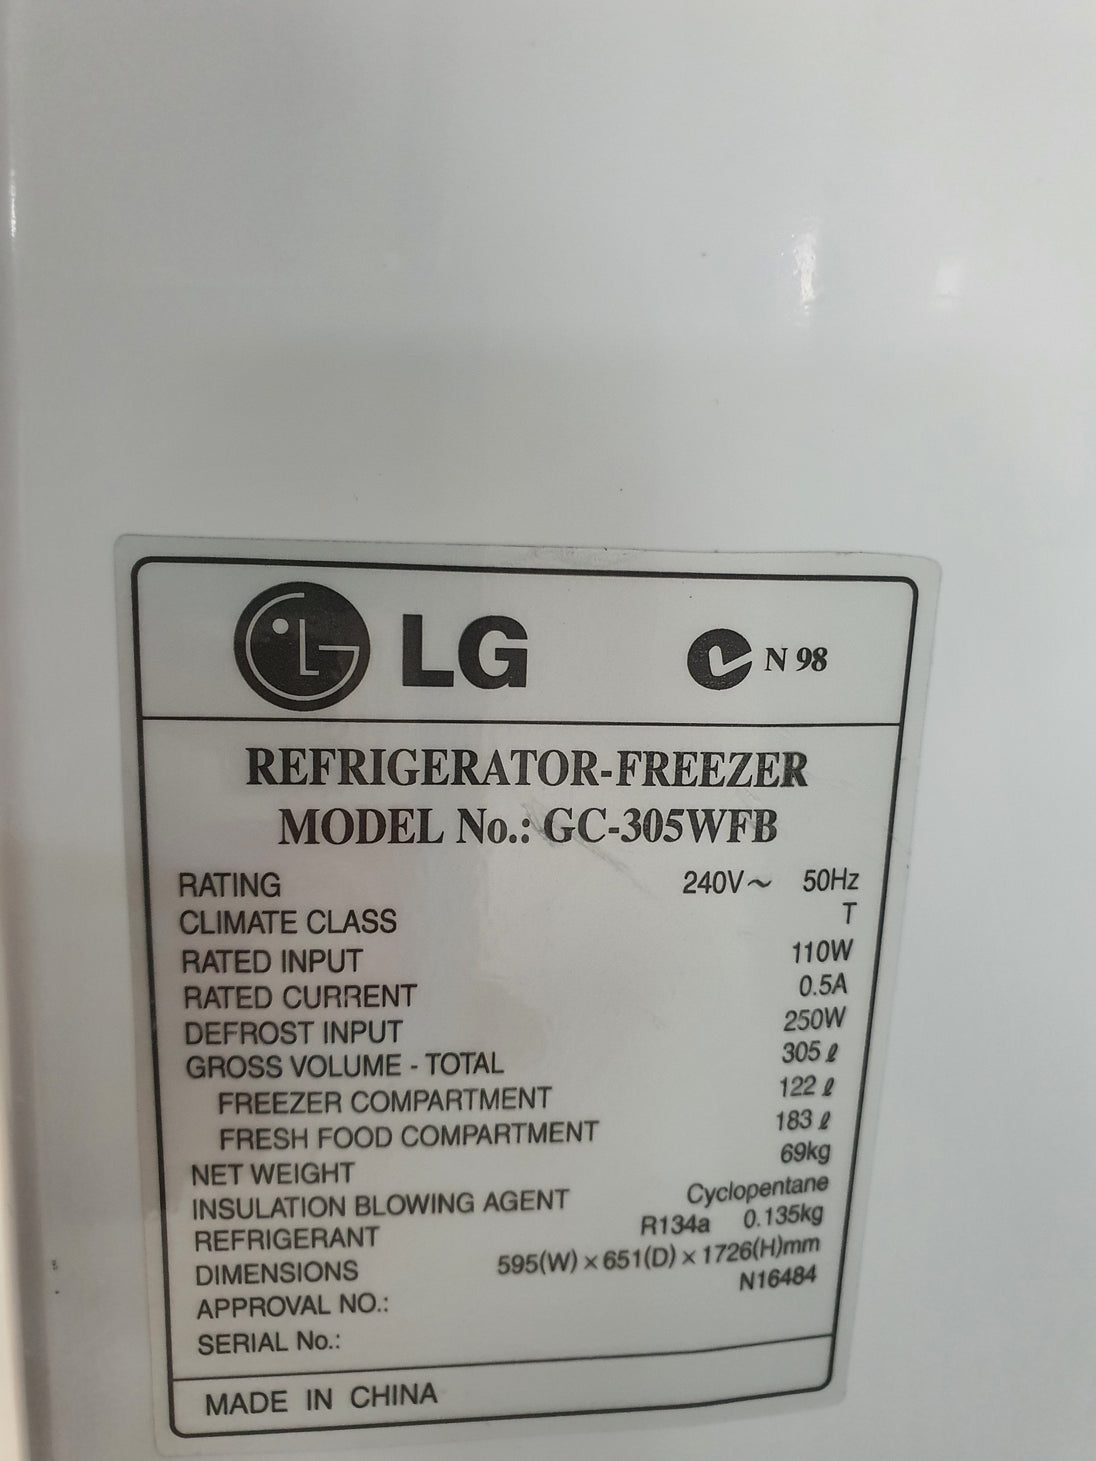 LG LG N 98
REFRIGERATOR-FREEZER
MODEL No.: GC-305WFB
RATING 240V~ 50Hz
CLIMATE CLASS T
RATED INPUT 110W
RATED CURRENT 0.5A
DEFROST INPUT 250W
GROSS VOLUME - TOTAL 305 ℓ
FREEZER COMPARTMENT 122 ℓ
FRESH FOOD COMPARTMENT 183 ℓ
NET WEIGHT 69kg
INSULATION BLOWING AGENT Cyclopentane
REFRIGERANT R134a 0.135kg
DIMENSIONS 595(W) × 651(D) × 1726(H)mm
APPROVAL NO.: N16484
SERIAL No.:
MADE IN CHINA